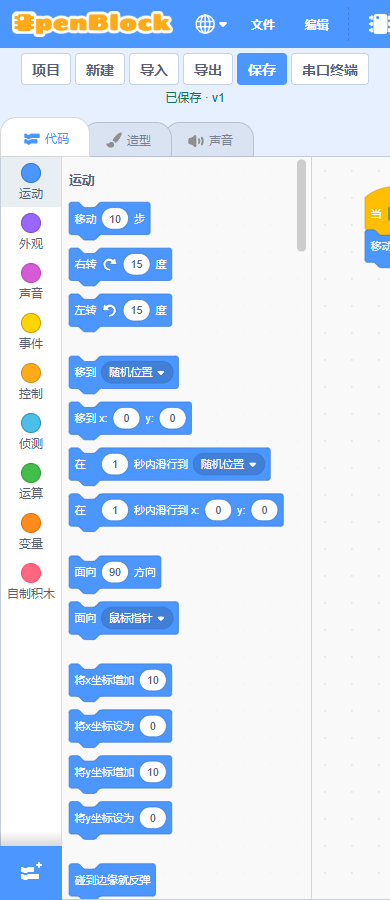 OpenBlock
文件
编辑
项目
新建
导入
导出
保存
串口终端
已保存 · v1
代码
造型
声音
运动
外观
声音
事件
控制
侦测
运算
变量
自制积木
运动
移动 10 步
右转 15 度
左转 15 度
移到 随机位置
移到 x: 0 y: 0
在 1 秒内滑行到 随机位置
在 1 秒内滑行到 x: 0 y: 0
面向 90 方向
面向 鼠标指针
将x坐标增加 10
将x坐标设为 0
将y坐标增加 10
将y坐标设为 0
碰到边缘就反弹
当
移动